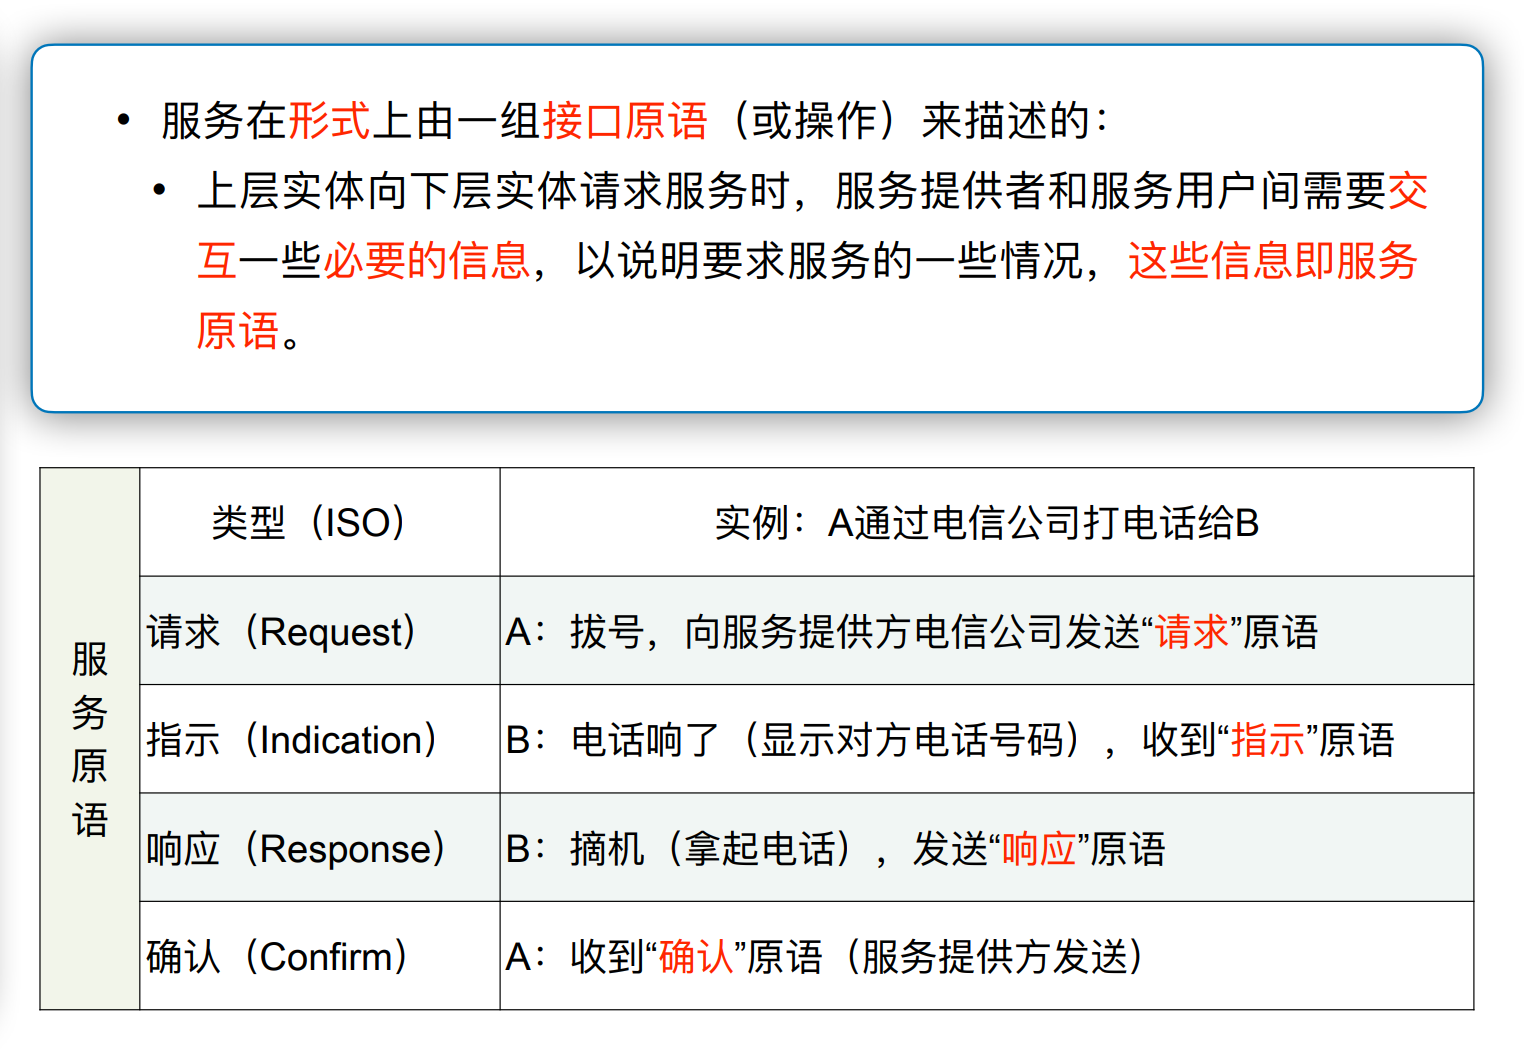 • 服务在形式上由一组接口原语（或操作）来描述的：
• 上层实体向下层实体请求服务时，服务提供者和服务用户间需要交
互一些必要的信息，以说明要求服务的一些情况，这些信息即服务
原语。
服务原语
类型（ISO） 实例：A通过电信公司打电话给B
请求（Request） A：拔号，向服务提供方电信公司发送“请求”原语
指示（Indication） B：电话响了（显示对方电话号码），收到“指示”原语
响应（Response） B：摘机（拿起电话），发送“响应”原语
确认（Confirm） A：收到“确认”原语（服务提供方发送）